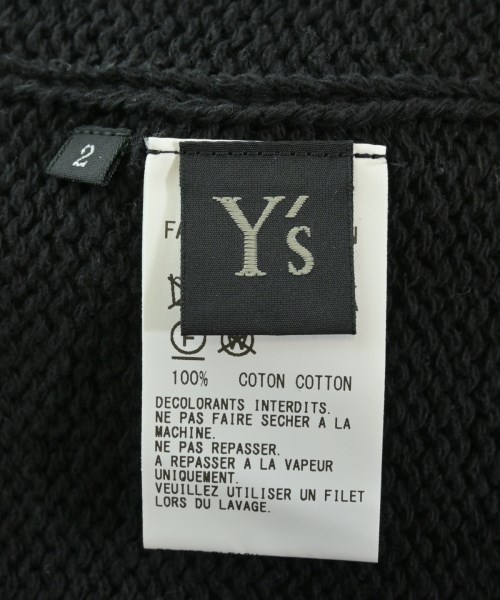 2
Y's
F
W
100% COTON COTTON
DECOLORANTS INTERDITS.
NE PAS FAIRE SECHER A LA
MACHINE.
NE PAS REPASSER.
A REPASSER A LA VAPEUR
UNIQUEMENT.
VEUILLEZ UTILISER UN FILET
LORS DU LAVAGE.